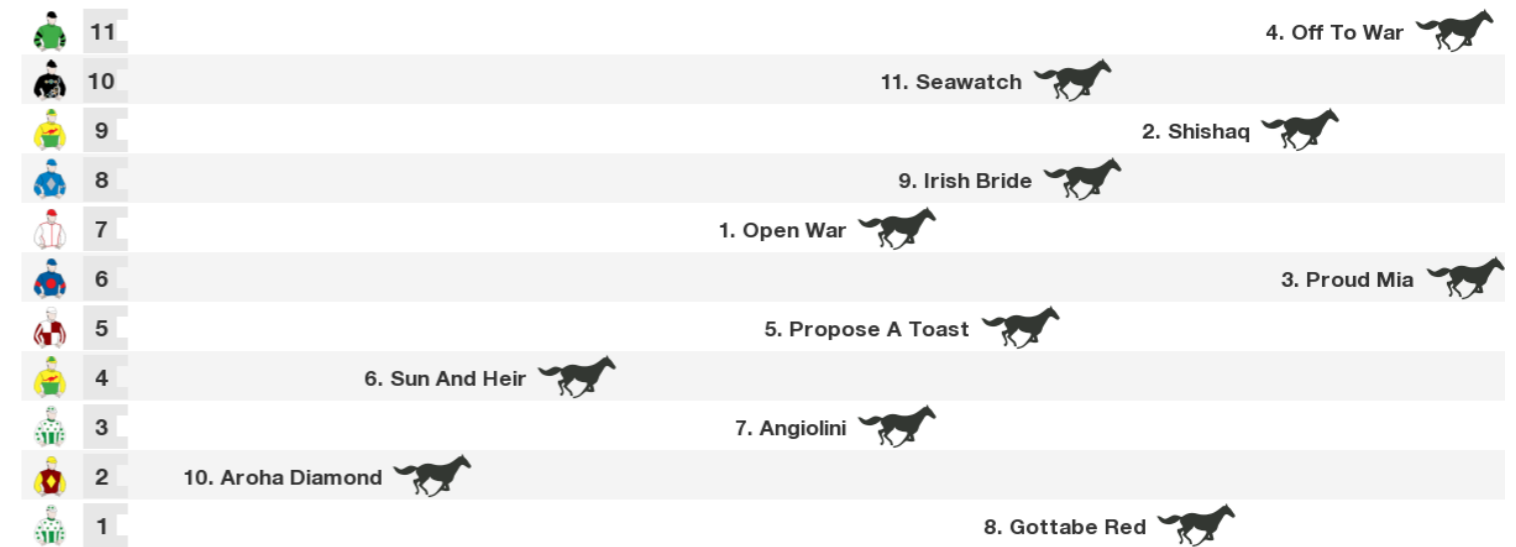 11 4. Off To War
10 11. Seawatch
9 2. Shishaq
8 9. Irish Bride
7 1. Open War
6 3. Proud Mia
5 5. Propose A Toast
4 6. Sun And Heir
3 7. Angiolini
2 10. Aroha Diamond
1 8. Gottabe Red